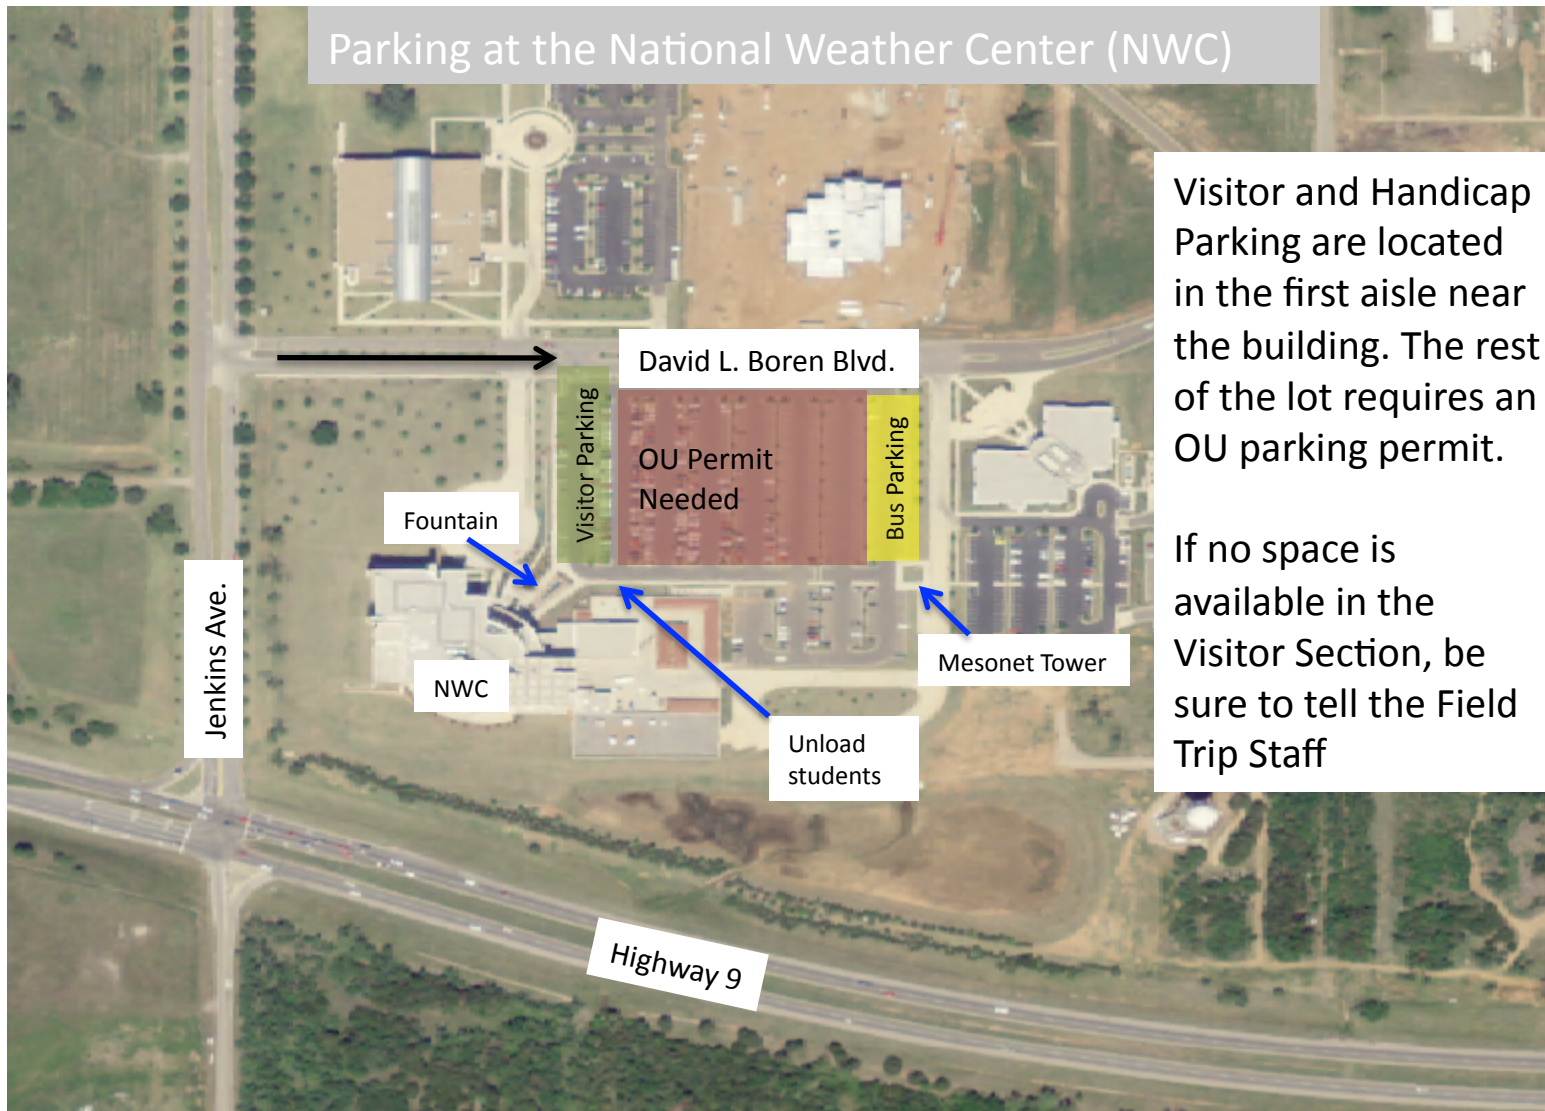 Parking at the National Weather Center (NWC)
Visitor and Handicap
Parking are located
in the first aisle near
the building. The rest
of the lot requires an
OU parking permit.
If no space is
available in the
Visitor Section, be
sure to tell the Field
Trip Staff
David L. Boren Blvd.
Visitor Parking
OU Permit
Needed
Bus Parking
Fountain
Jenkins Ave.
NWC
Mesonet Tower
Unload
students
Highway 9